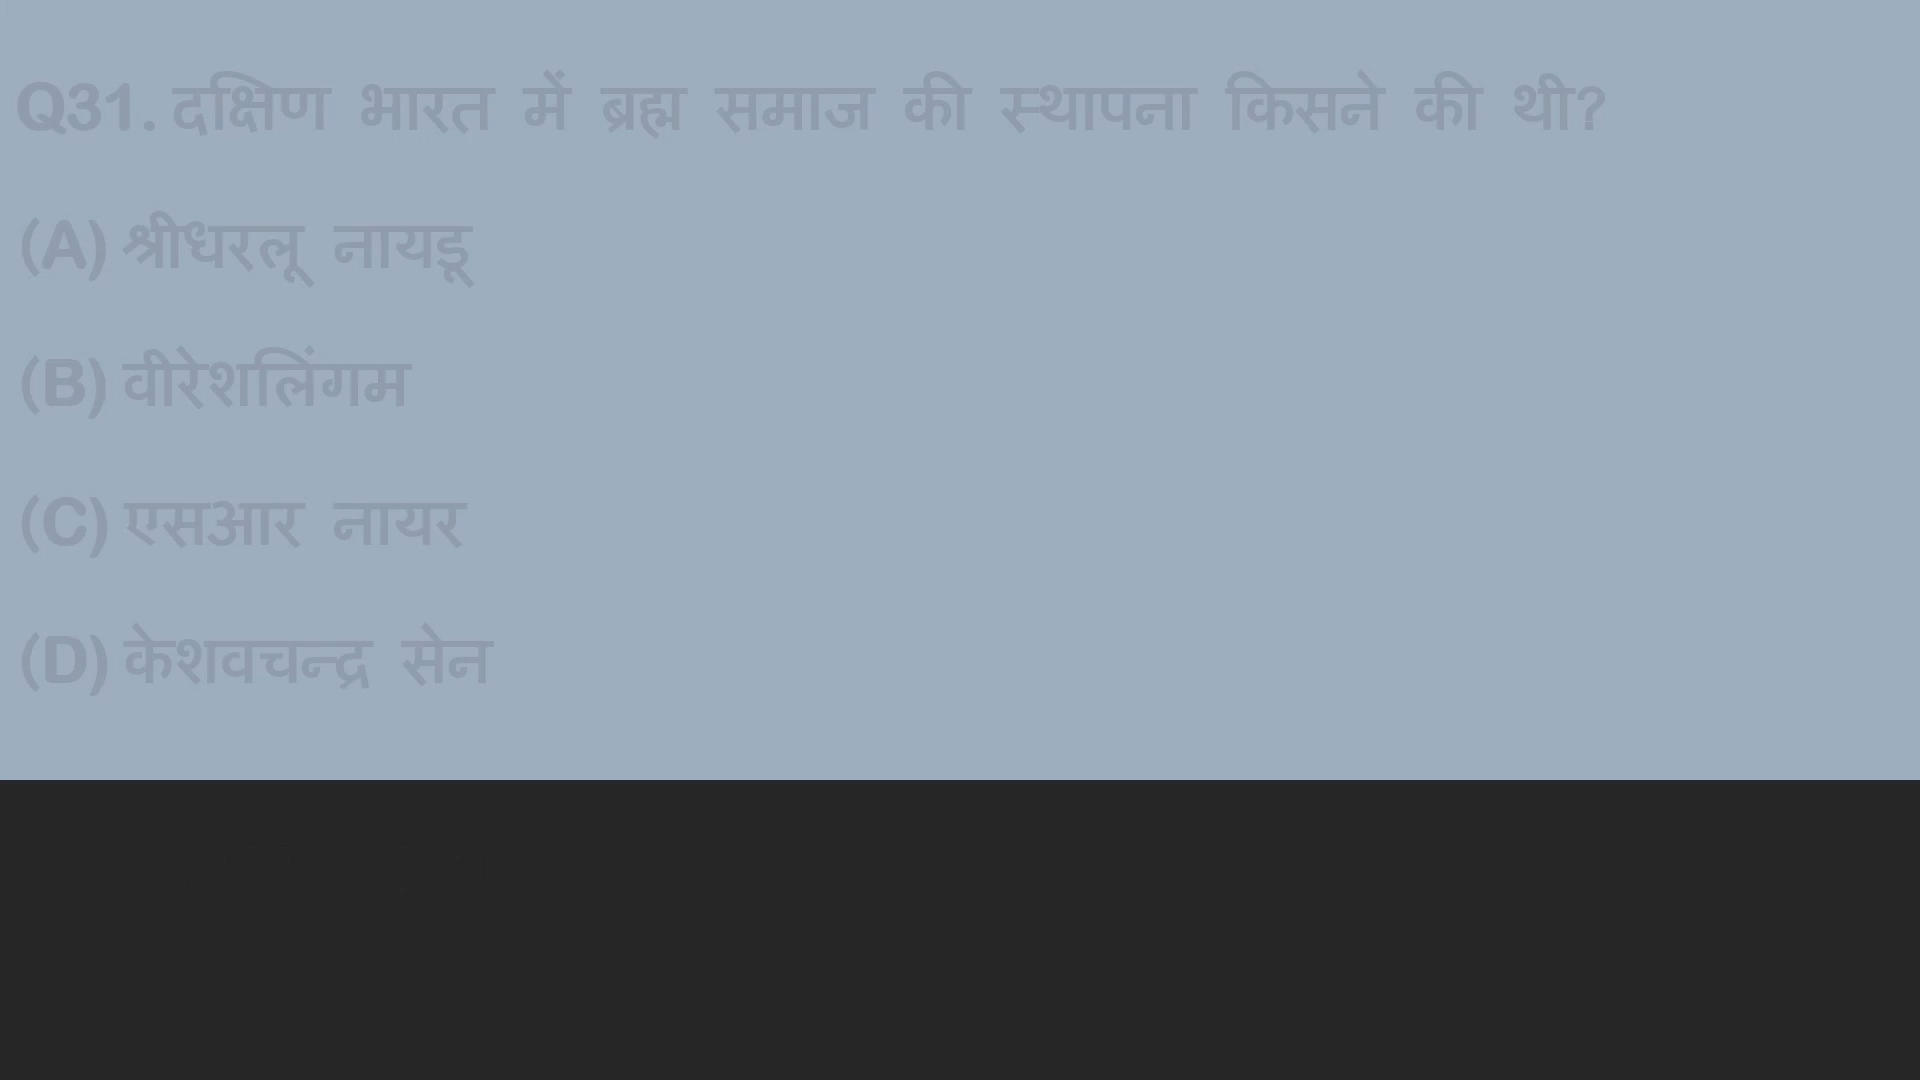 Q31. दक्षिण भारत में ब्रह्म समाज की स्थापना किसने की थी?
(A) श्रीधरलू नायडू
(B) वीरेशलिंगम
(C) एसआर नायर
(D) केशवचन्द्र सेन